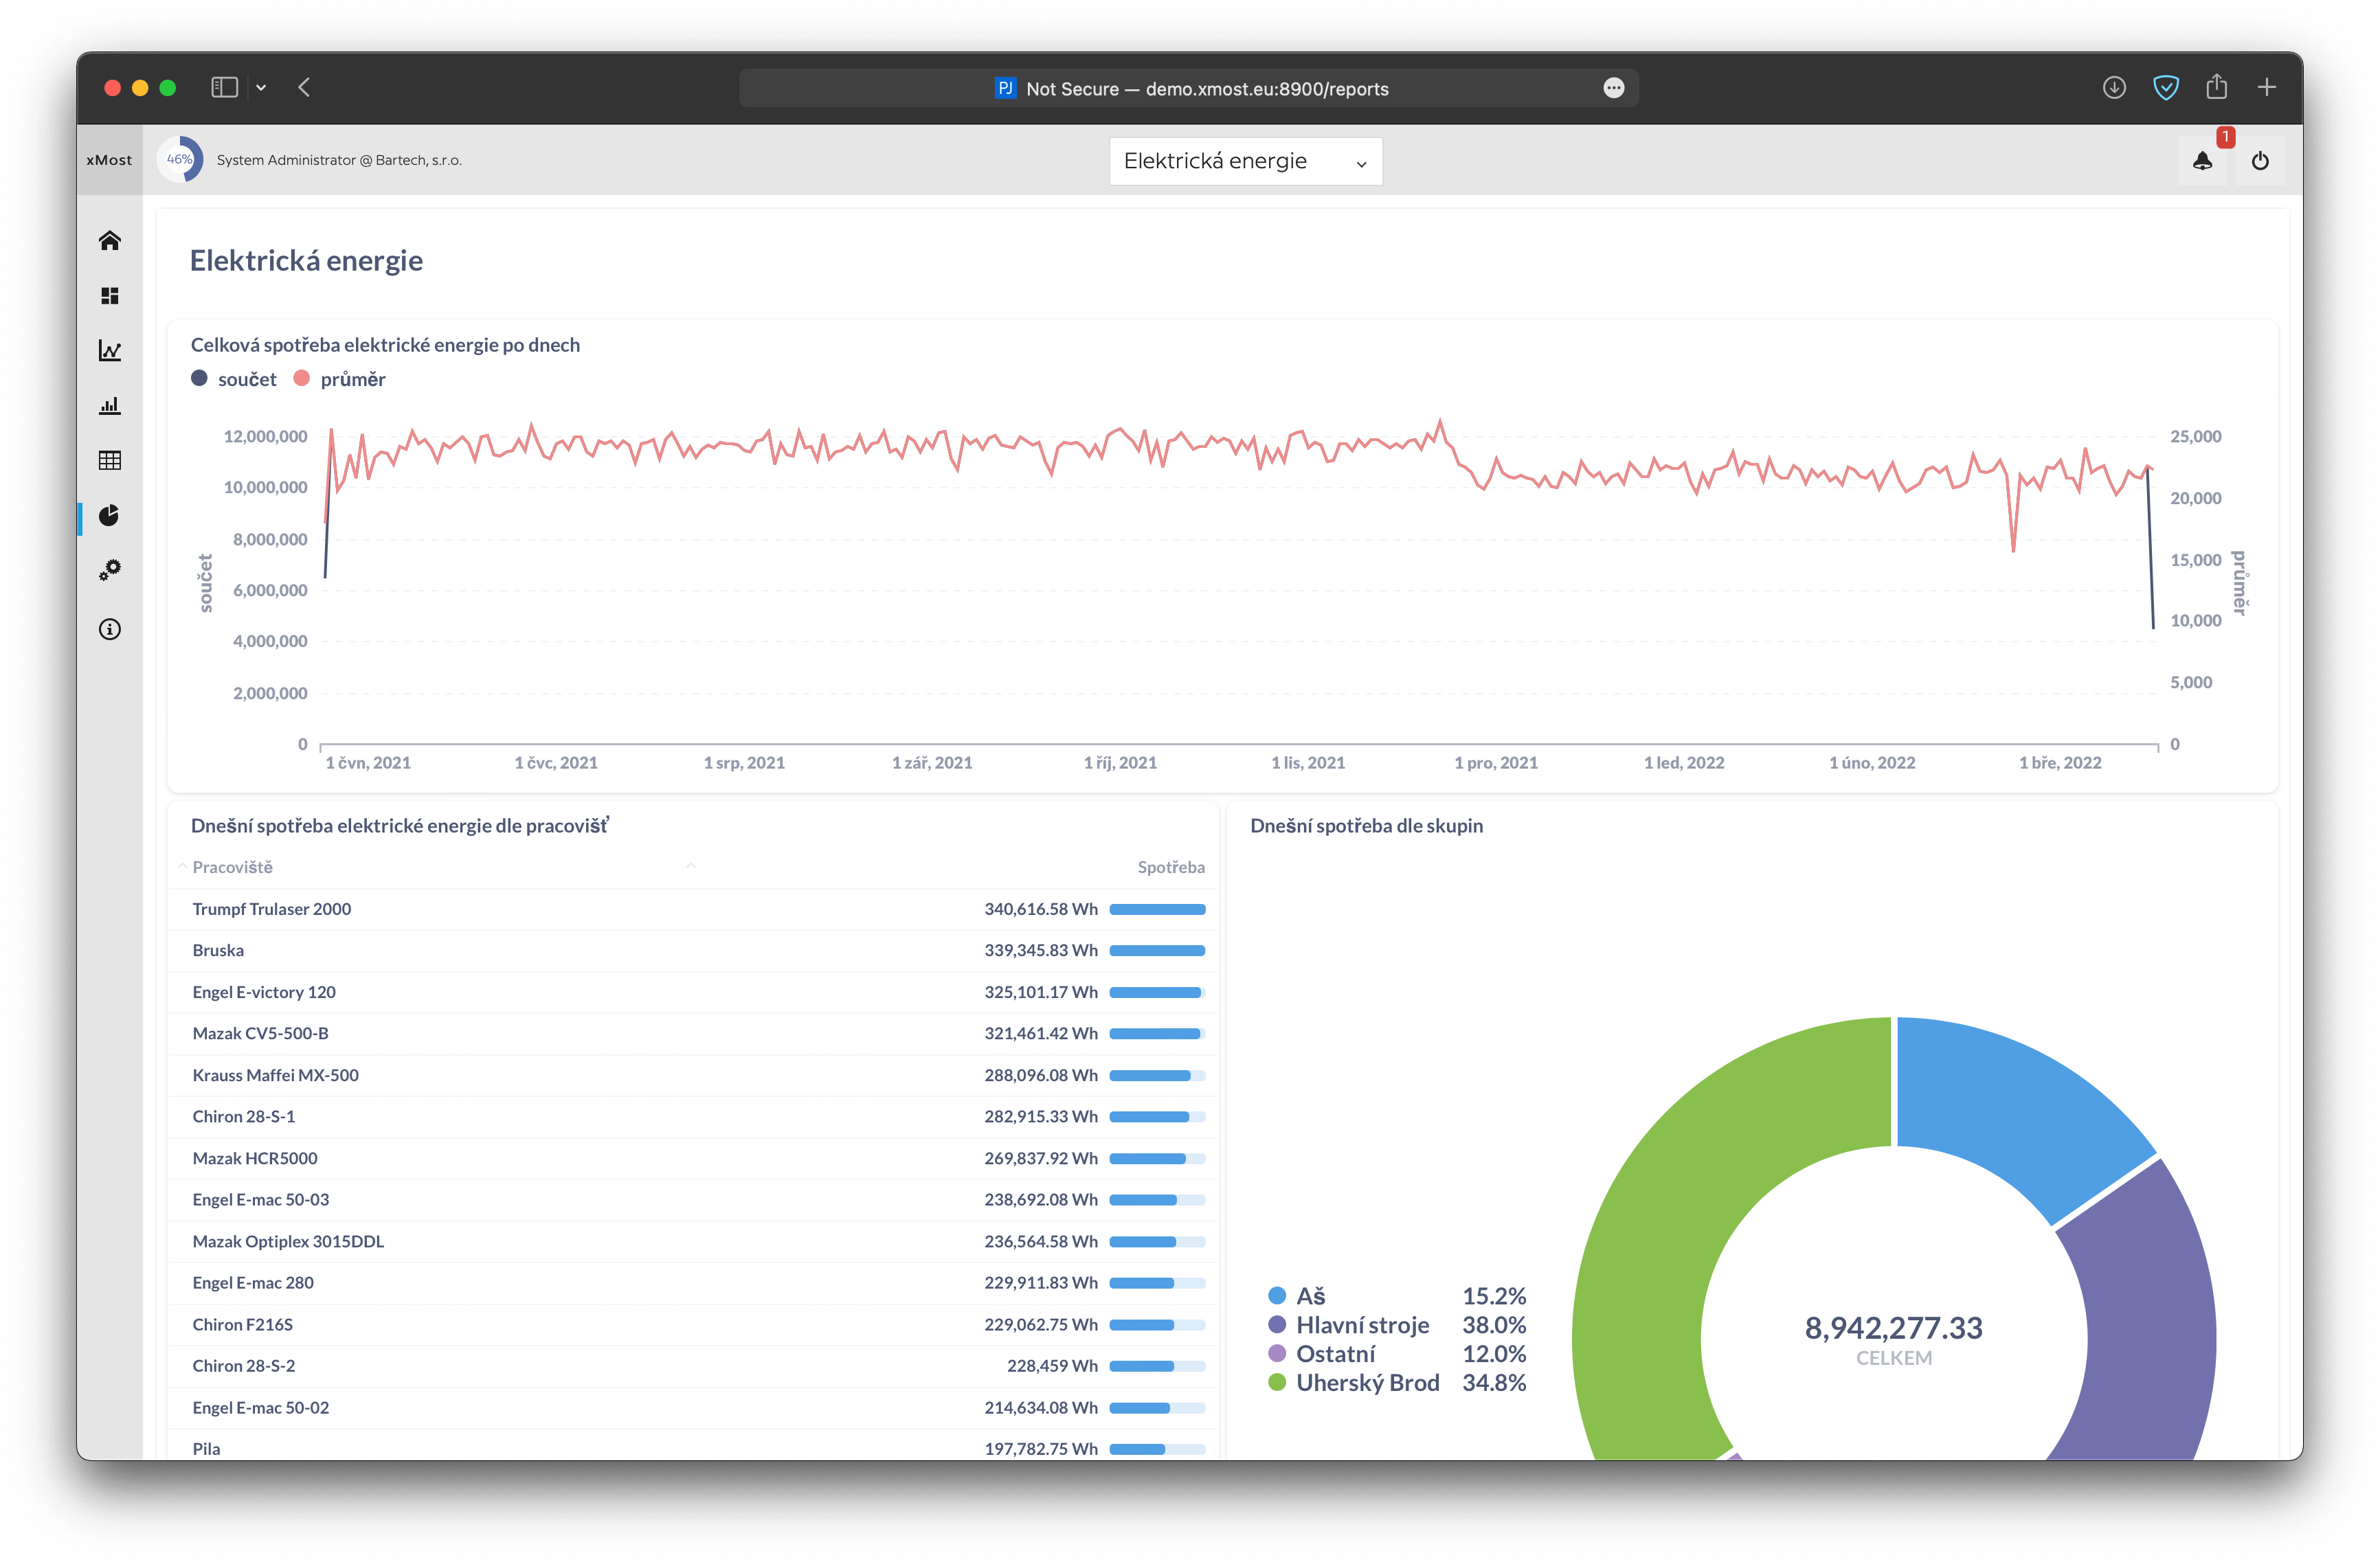 Not Secure — demo.xmost.eu:8900/reports
xMost
46%
System Administrator @ Bartech, s.r.o.
Elektrická energie
1
Elektrická energie
Celková spotřeba elektrické energie po dnech
součet průměr
12,000,000
10,000,000
8,000,000
6,000,000
4,000,000
2,000,000
0
součet
25,000
20,000
15,000
10,000
5,000
0
průměr
1 čvn, 2021 1 čvc, 2021 1 srp, 2021 1 zář, 2021 1 říj, 2021 1 lis, 2021 1 pro, 2021 1 led, 2022 1 úno, 2022 1 bře, 2022
Dnešní spotřeba elektrické energie dle pracovišť
Pracoviště Spotřeba
Trumpf Trulaser 2000 340,616.58 Wh
Bruska 339,345.83 Wh
Engel E-victory 120 325,101.17 Wh
Mazak CV5-500-B 321,461.42 Wh
Krauss Maffei MX-500 288,096.08 Wh
Chiron 28-S-1 282,915.33 Wh
Mazak HCR5000 269,837.92 Wh
Engel E-mac 50-03 238,692.08 Wh
Mazak Optiplex 3015DDL 236,564.58 Wh
Engel E-mac 280 229,911.83 Wh
Chiron F216S 229,062.75 Wh
Chiron 28-S-2 228,459 Wh
Engel E-mac 50-02 214,634.08 Wh
Pila 197,782.75 Wh
Dnešní spotřeba dle skupin
Aš 15.2%
Hlavní stroje 38.0%
Ostatní 12.0%
Uherský Brod 34.8%
8,942,277.33
CELKEM